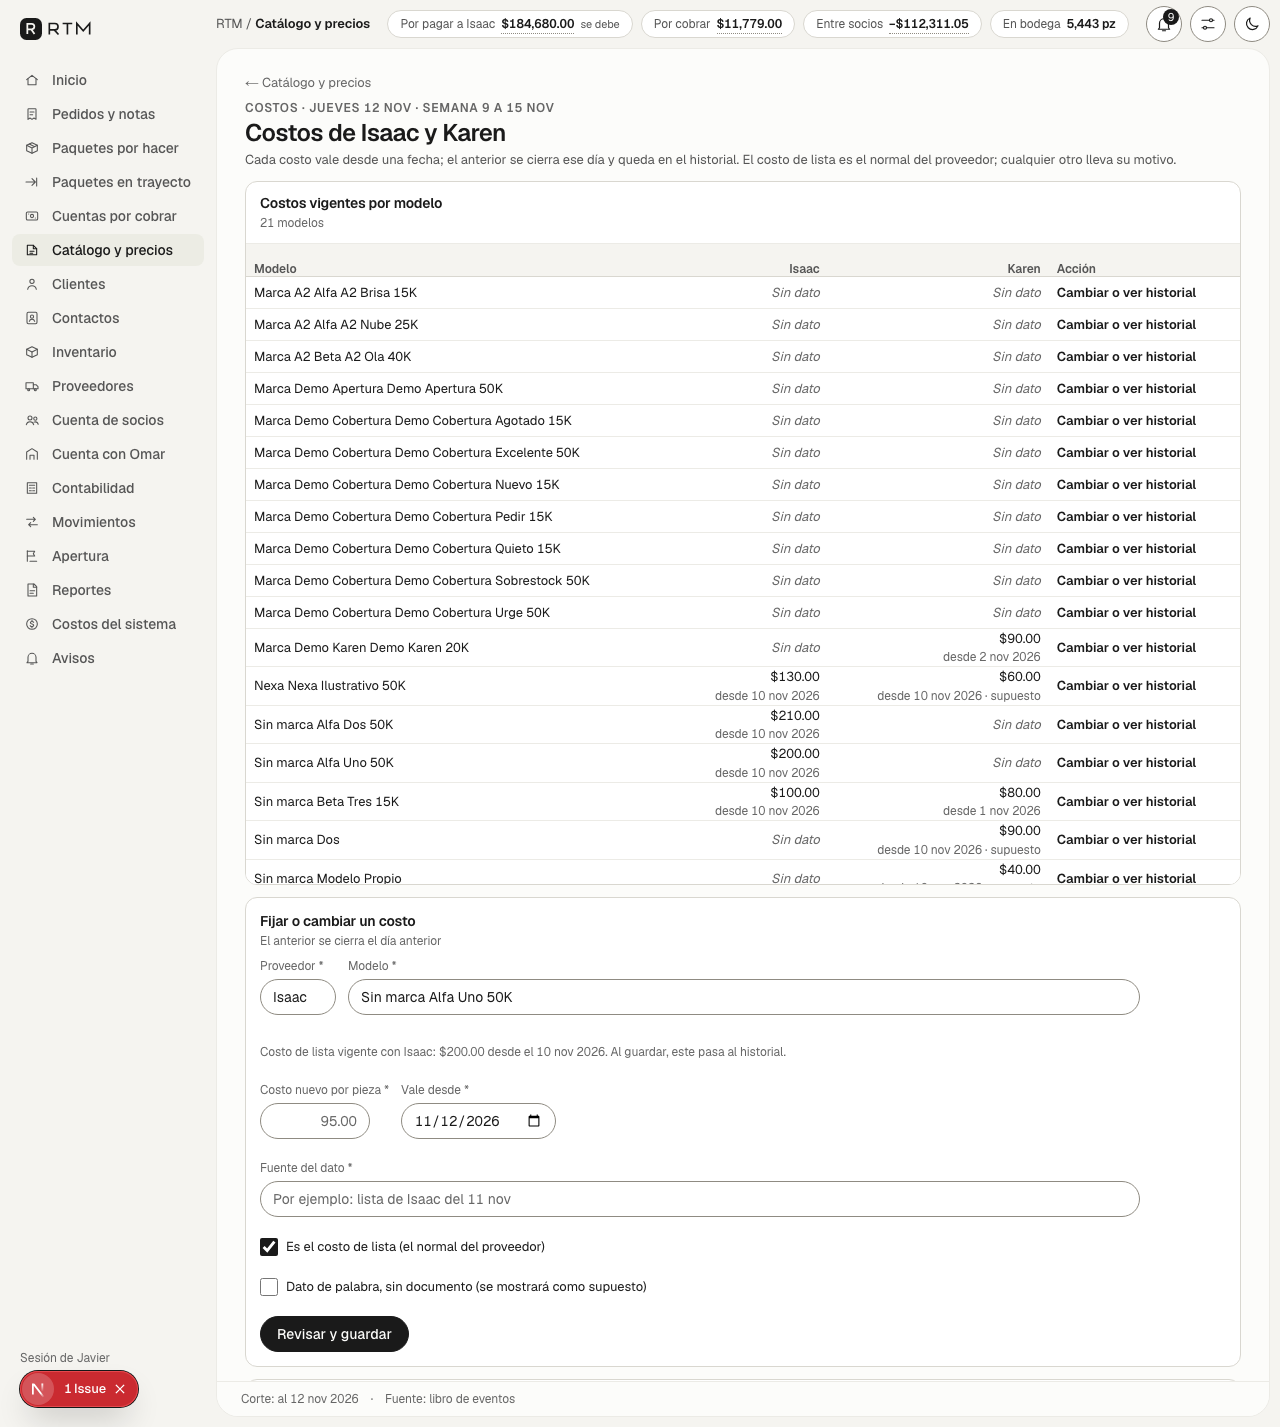 R RTM
RTM / Catálogo y precios
Por pagar a Isaac $184,680.00 se debe
Por cobrar $11,779.00
Entre socios −$112,311.05
En bodega 5,443 pz
9
Inicio
Pedidos y notas
Paquetes por hacer
Paquetes en trayecto
Cuentas por cobrar
Catálogo y precios
Clientes
Contactos
Inventario
Proveedores
Cuenta de socios
Cuenta con Omar
Contabilidad
Movimientos
Apertura
Reportes
Costos del sistema
Avisos
Sesión de Javier
N 1 Issue
← Catálogo y precios
COSTOS · JUEVES 12 NOV · SEMANA 9 A 15 NOV
Costos de Isaac y Karen
Cada costo vale desde una fecha; el anterior se cierra ese día y queda en el historial. El costo de lista es el normal del proveedor; cualquier otro lleva su motivo.
Costos vigentes por modelo
21 modelos
Modelo Isaac Karen Acción
Marca A2 Alfa A2 Brisa 15K Sin dato Sin dato Cambiar o ver historial
Marca A2 Alfa A2 Nube 25K Sin dato Sin dato Cambiar o ver historial
Marca A2 Beta A2 Ola 40K Sin dato Sin dato Cambiar o ver historial
Marca Demo Apertura Demo Apertura 50K Sin dato Sin dato Cambiar o ver historial
Marca Demo Cobertura Demo Cobertura Agotado 15K Sin dato Sin dato Cambiar o ver historial
Marca Demo Cobertura Demo Cobertura Excelente 50K Sin dato Sin dato Cambiar o ver historial
Marca Demo Cobertura Demo Cobertura Nuevo 15K Sin dato Sin dato Cambiar o ver historial
Marca Demo Cobertura Demo Cobertura Pedir 15K Sin dato Sin dato Cambiar o ver historial
Marca Demo Cobertura Demo Cobertura Quieto 15K Sin dato Sin dato Cambiar o ver historial
Marca Demo Cobertura Demo Cobertura Sobrestock 50K Sin dato Sin dato Cambiar o ver historial
Marca Demo Cobertura Demo Cobertura Urge 50K Sin dato Sin dato Cambiar o ver historial
Marca Demo Karen Demo Karen 20K Sin dato $90.00 Cambiar o ver historial
desde 2 nov 2026
Nexa Nexa Ilustrativo 50K $130.00 $60.00 Cambiar o ver historial
desde 10 nov 2026 desde 10 nov 2026 · supuesto
Sin marca Alfa Dos 50K $210.00 Sin dato Cambiar o ver historial
desde 10 nov 2026
Sin marca Alfa Uno 50K $200.00 Sin dato Cambiar o ver historial
desde 10 nov 2026
Sin marca Beta Tres 15K $100.00 $80.00 Cambiar o ver historial
desde 10 nov 2026 desde 1 nov 2026
Sin marca Dos Sin dato $90.00 Cambiar o ver historial
desde 10 nov 2026 · supuesto
Sin marca Modelo Propio Sin dato $40.00 Cambiar o ver historial
Fijar o cambiar un costo
El anterior se cierra el día anterior
Proveedor * Modelo *
Isaac Sin marca Alfa Uno 50K
Costo de lista vigente con Isaac: $200.00 desde el 10 nov 2026. Al guardar, este pasa al historial.
Costo nuevo por pieza * Vale desde *
95.00 11/12/2026
Fuente del dato *
Por ejemplo: lista de Isaac del 11 nov
Es el costo de lista (el normal del proveedor)
Dato de palabra, sin documento (se mostrará como supuesto)
Revisar y guardar
Corte: al 12 nov 2026 · Fuente: libro de eventos